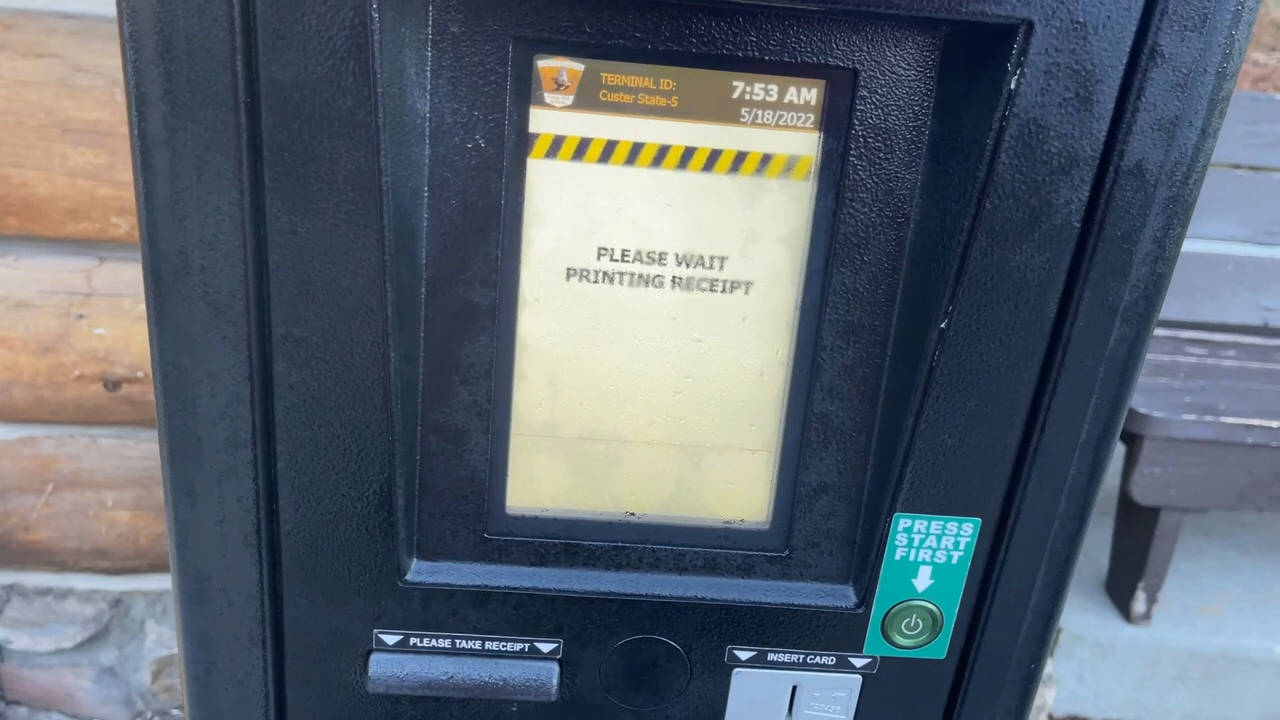 TERMINAL ID:
Custer State-5
7:53 AM
5/18/2022
PLEASE WAIT
PRINTING RECEIPT
PRESS
START
FIRST
PLEASE TAKE RECEIPT
INSERT CARD